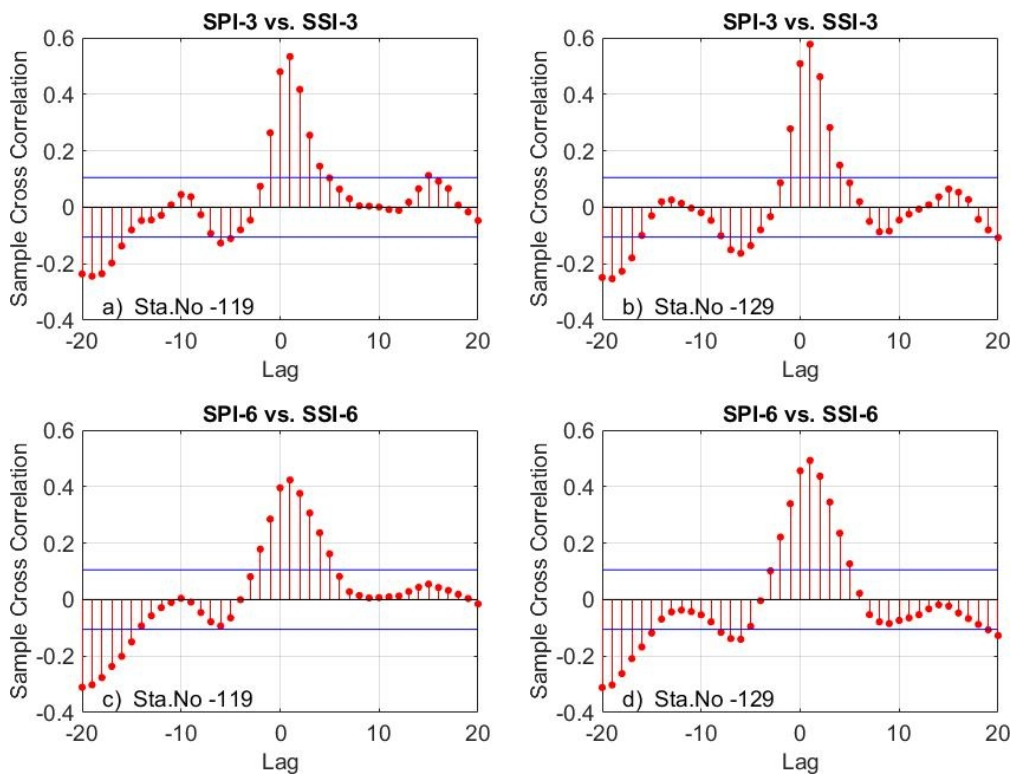 SPI-3 vs. SSI-3
0.6
0.4
0.2
0
-0.2
-0.4
Sample Cross Correlation
a) Sta.No -119
-20
-10
0
10
20
Lag
SPI-3 vs. SSI-3
0.6
0.4
0.2
0
-0.2
-0.4
Sample Cross Correlation
b) Sta.No -129
-20
-10
0
10
20
Lag
SPI-6 vs. SSI-6
0.6
0.4
0.2
0
-0.2
-0.4
Sample Cross Correlation
c) Sta.No -119
-20
-10
0
10
20
Lag
SPI-6 vs. SSI-6
0.6
0.4
0.2
0
-0.2
-0.4
Sample Cross Correlation
d) Sta.No -129
-20
-10
0
10
20
Lag